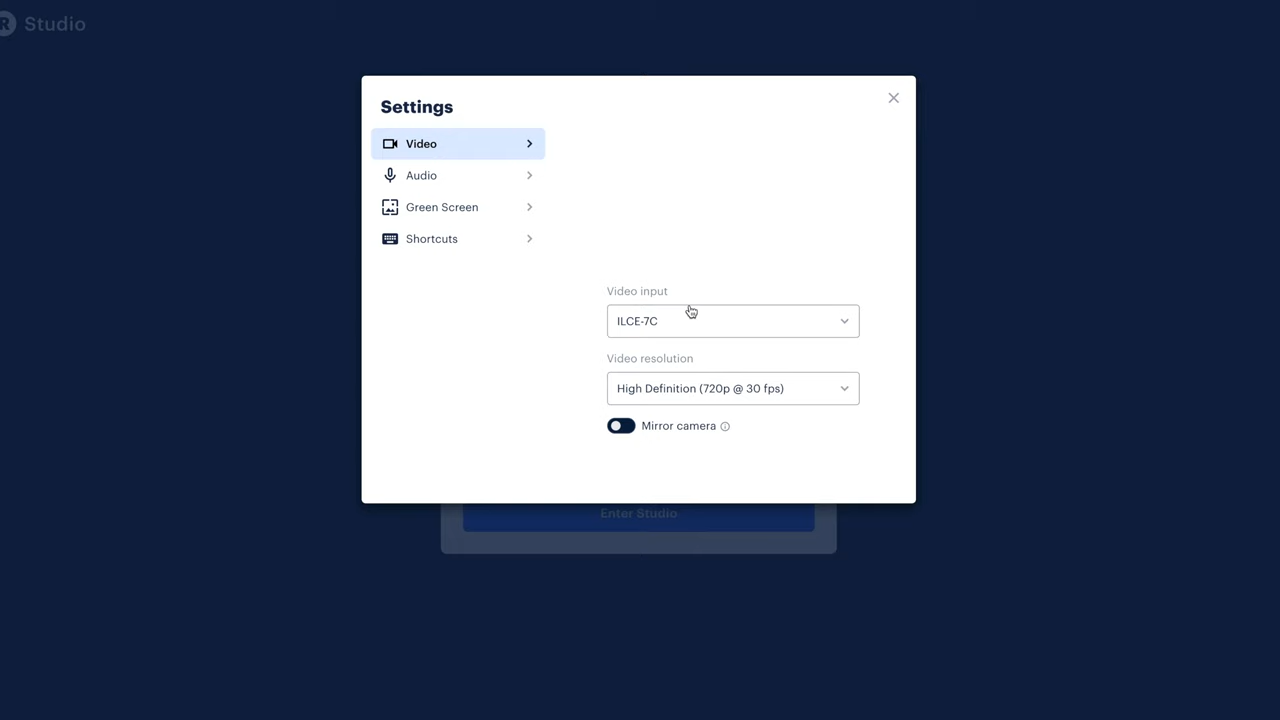 R Studio
Settings
Video
Audio
Green Screen
Shortcuts
Video input
ILCE-7C
Video resolution
High Definition (720p @ 30 fps)
Mirror camera
Enter Studio